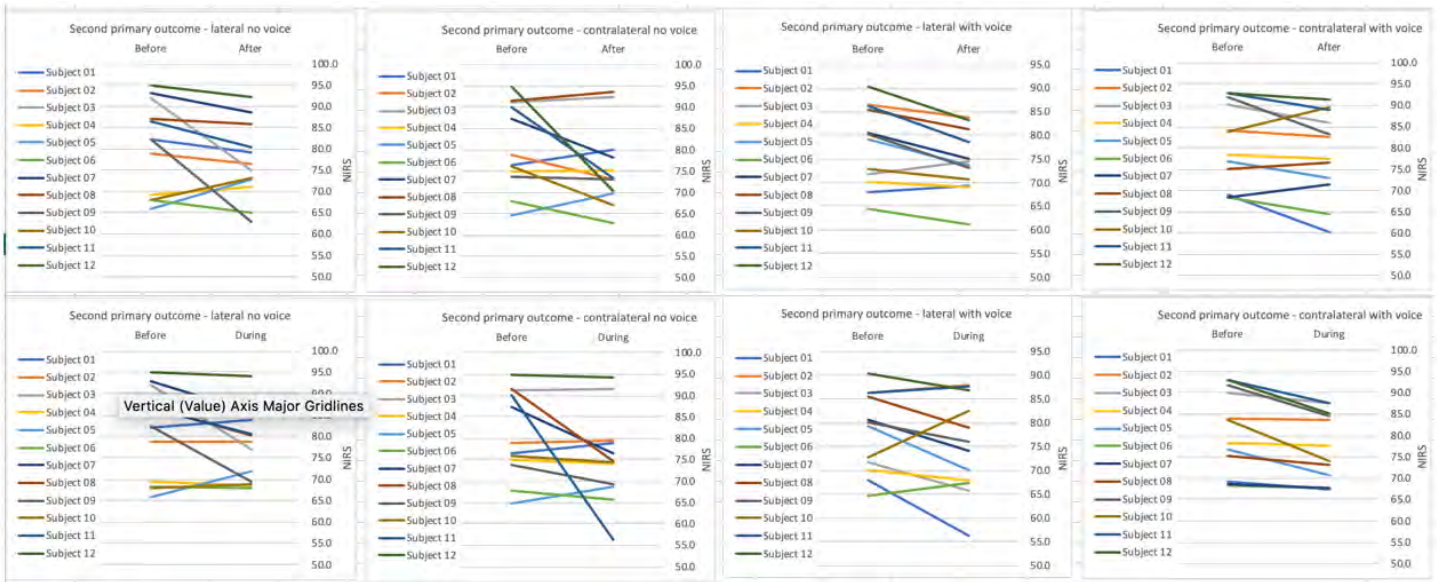 Second primary outcome - lateral no voice
Before After
Subject 01
Subject 02
Subject 03
Subject 04
Subject 05
Subject 06
Subject 07
Subject 08
Subject 09
Subject 10
Subject 11
Subject 12
100.0
95.0
90.0
85.0
80.0
75.0
70.0
65.0
60.0
55.0
50.0
NIRS
Second primary outcome - contralateral no voice
Before After
Subject 01
Subject 02
Subject 03
Subject 04
Subject 05
Subject 06
Subject 07
Subject 08
Subject 09
Subject 10
Subject 11
Subject 12
100.0
95.0
90.0
85.0
80.0
75.0
70.0
65.0
60.0
55.0
50.0
NIRS
Second primary outcome - lateral with voice
Before After
Subject 01
Subject 02
Subject 03
Subject 04
Subject 05
Subject 06
Subject 07
Subject 08
Subject 09
Subject 10
Subject 11
Subject 12
95.0
90.0
85.0
80.0
75.0
70.0
65.0
60.0
55.0
50.0
NIRS
Second primary outcome - contralateral with voice
Before After
Subject 01
Subject 02
Subject 03
Subject 04
Subject 05
Subject 06
Subject 07
Subject 08
Subject 09
Subject 10
Subject 11
Subject 12
100.0
95.0
90.0
85.0
80.0
75.0
70.0
65.0
60.0
55.0
50.0
NIRS
Second primary outcome - lateral no voice
Before During
Subject 01
Subject 02
Subject 03
Subject 04
Subject 05
Subject 06
Subject 07
Subject 08
Subject 09
Subject 10
Subject 11
Subject 12
Vertical (Value) Axis Major Gridlines
100.0
95.0
90.0
80.0
75.0
70.0
65.0
60.0
55.0
50.0
NIRS
Second primary outcome - contralateral no voice
Before During
Subject 01
Subject 02
Subject 03
Subject 04
Subject 05
Subject 06
Subject 07
Subject 08
Subject 09
Subject 10
Subject 11
Subject 12
100.0
95.0
90.0
85.0
80.0
75.0
70.0
65.0
60.0
55.0
50.0
NIRS
Second primary outcome - lateral with voice
Before During
Subject 01
Subject 02
Subject 03
Subject 04
Subject 05
Subject 06
Subject 07
Subject 08
Subject 09
Subject 10
Subject 11
Subject 12
95.0
90.0
85.0
80.0
75.0
70.0
65.0
60.0
55.0
50.0
NIRS
Second primary outcome - contralateral with voice
Before During
Subject 01
Subject 02
Subject 03
Subject 04
Subject 05
Subject 06
Subject 07
Subject 08
Subject 09
Subject 10
Subject 11
Subject 12
100.0
95.0
90.0
85.0
80.0
75.0
70.0
65.0
60.0
55.0
50.0
NIRS